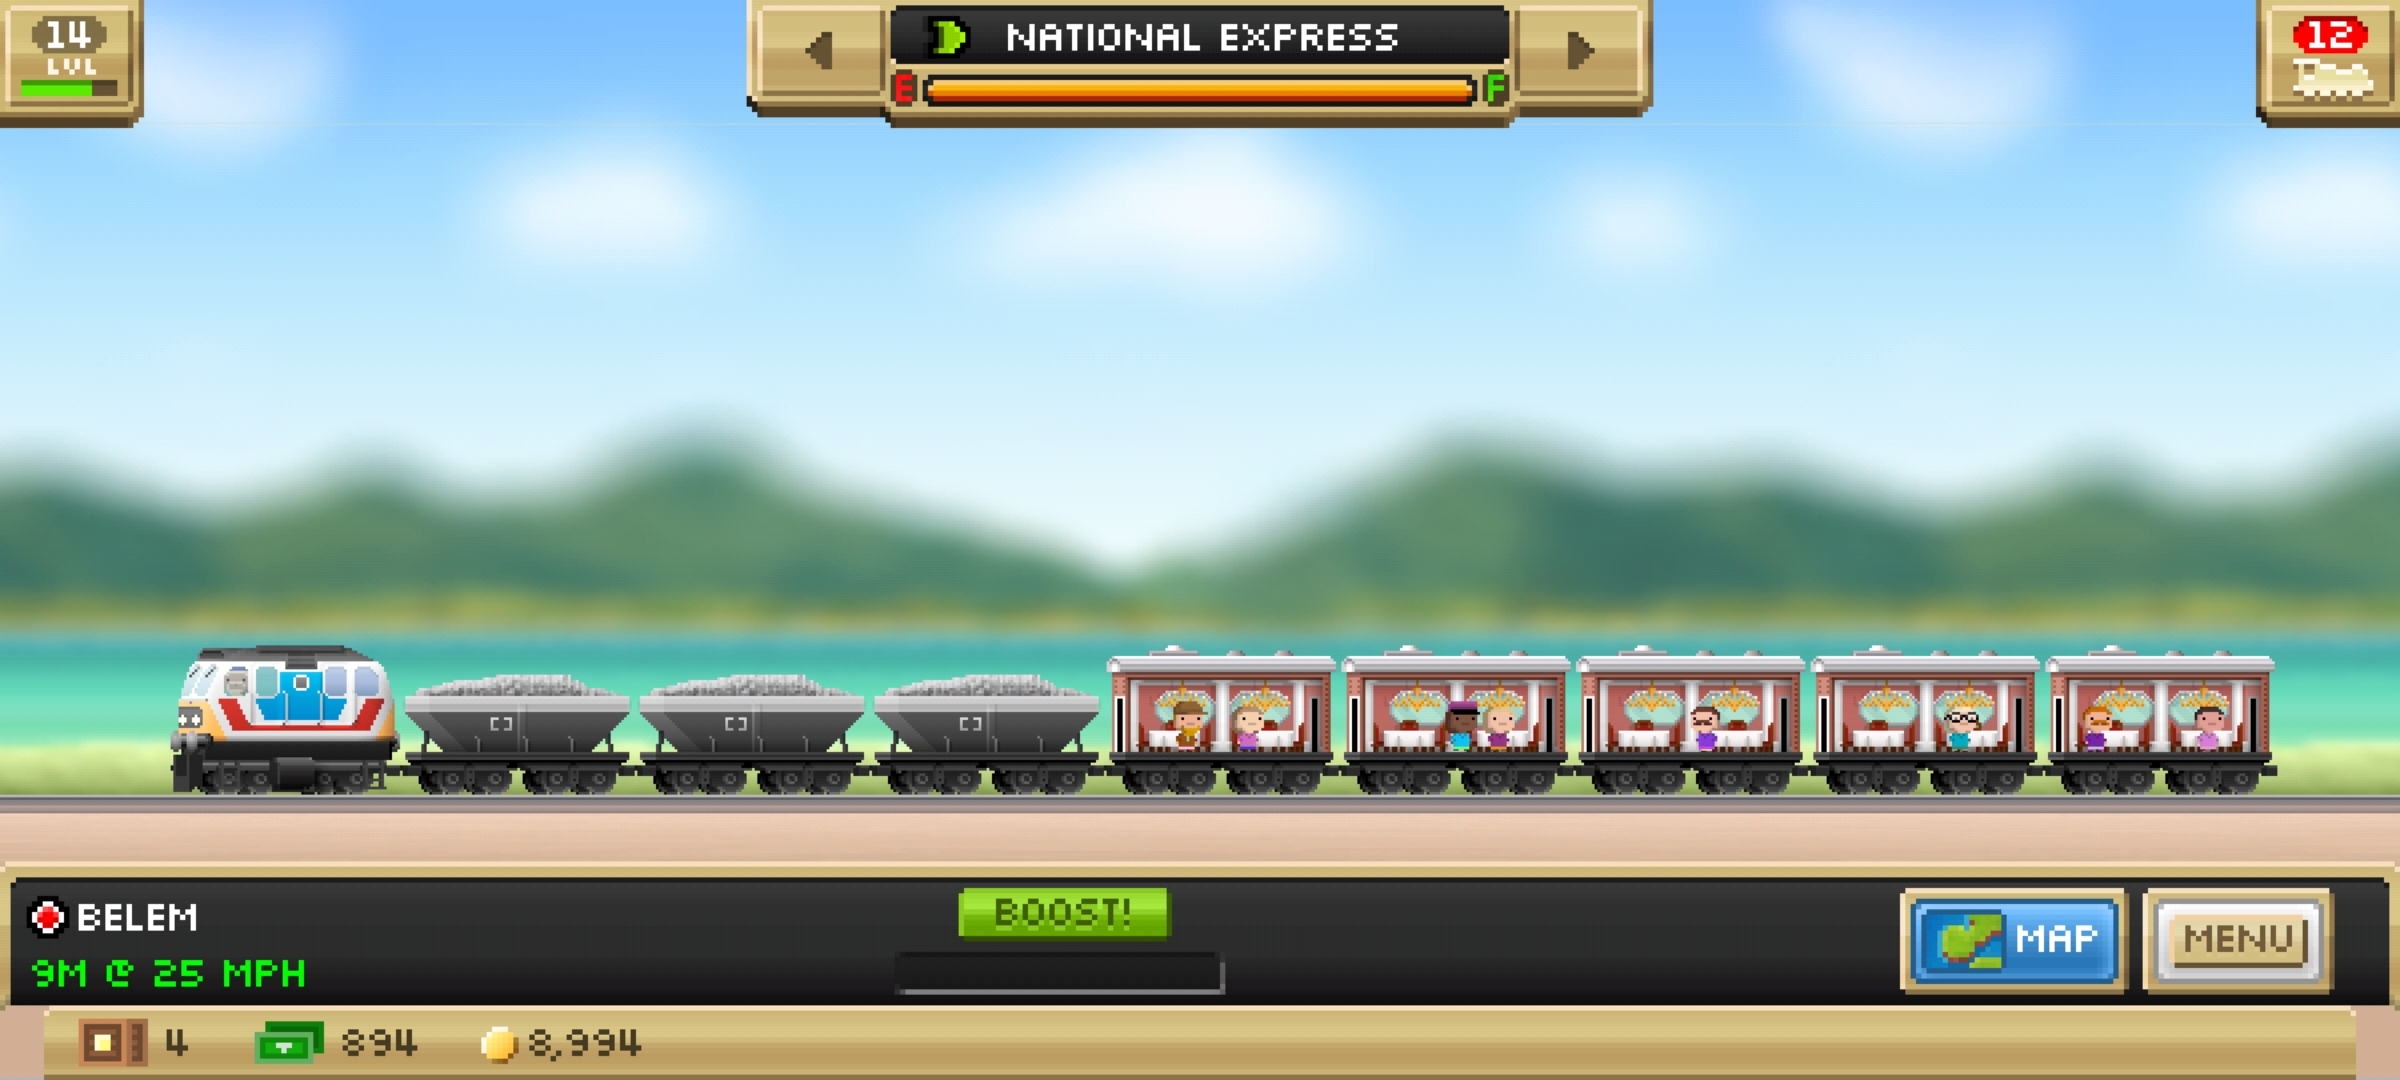 14
LVL
NATIONAL EXPRESS
E F
12
BELEM
BOOST!
9M @ 25 MPH
MAP
MENU
4 894 8,994